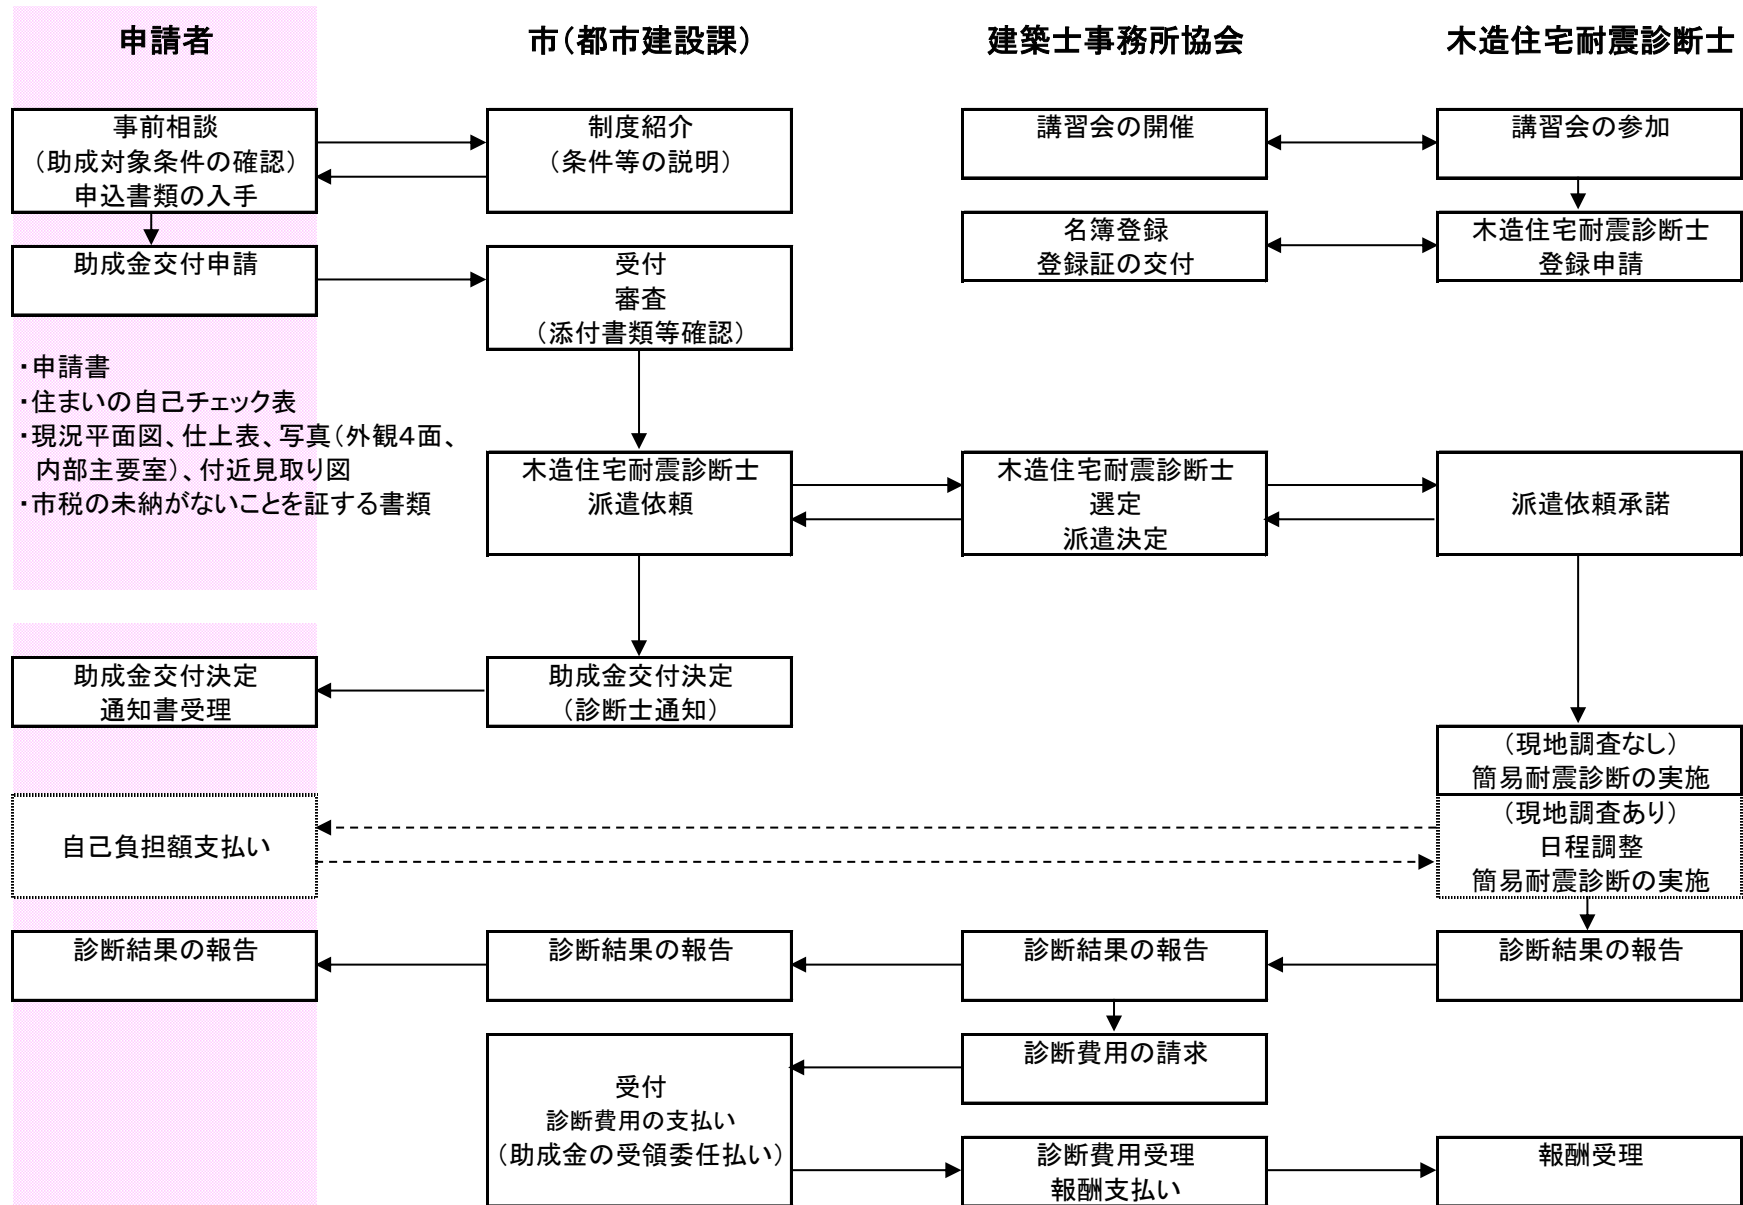 申請者
市（都市建設課）
建築士事務所協会
木造住宅耐震診断士
事前相談
（助成対象条件の確認）
申込書類の入手
制度紹介
（条件等の説明）
講習会の開催
講習会の参加
名簿登録
登録証の交付
木造住宅耐震診断士
登録申請
助成金交付申請
受付
審査
（添付書類等確認）
・申請書
・住まいの自己チェック表
・現況平面図、仕上表、写真（外観４面、
内部主要室）、付近見取り図
・市税の未納がないことを証する書類
木造住宅耐震診断士
派遣依頼
木造住宅耐震診断士
選定
派遣決定
派遣依頼承諾
助成金交付決定
通知書受理
助成金交付決定
（診断士通知）
（現地調査なし）
簡易耐震診断の実施
自己負担額支払い
（現地調査あり）
日程調整
簡易耐震診断の実施
診断結果の報告
診断結果の報告
診断結果の報告
診断結果の報告
診断費用の請求
受付
診断費用の支払い
（助成金の受領委任払い）
診断費用受理
報酬支払い
報酬受理